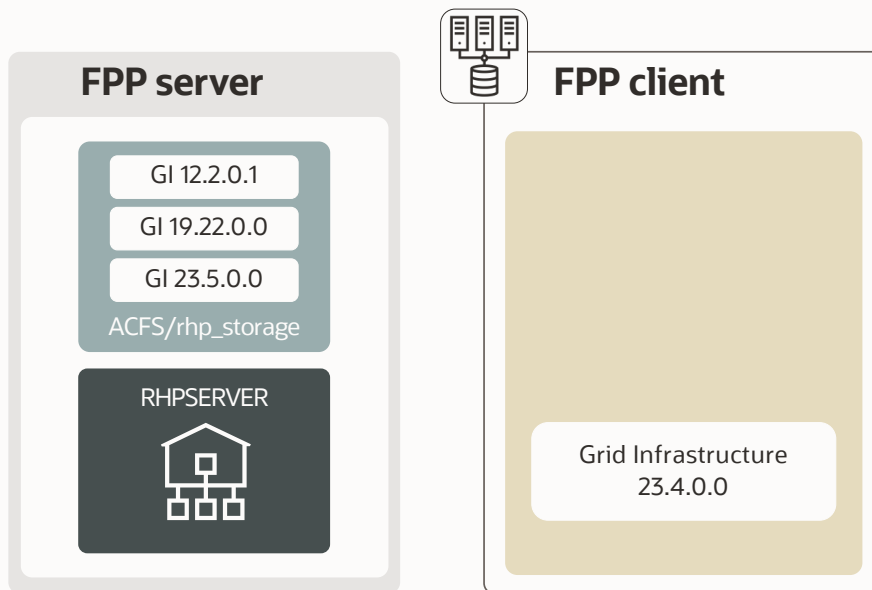 FPP server
GI 12.2.0.1
GI 19.22.0.0
GI 23.5.0.0
ACFS/rhp_storage
RHPSERVER
FPP client
Grid Infrastructure
23.4.0.0